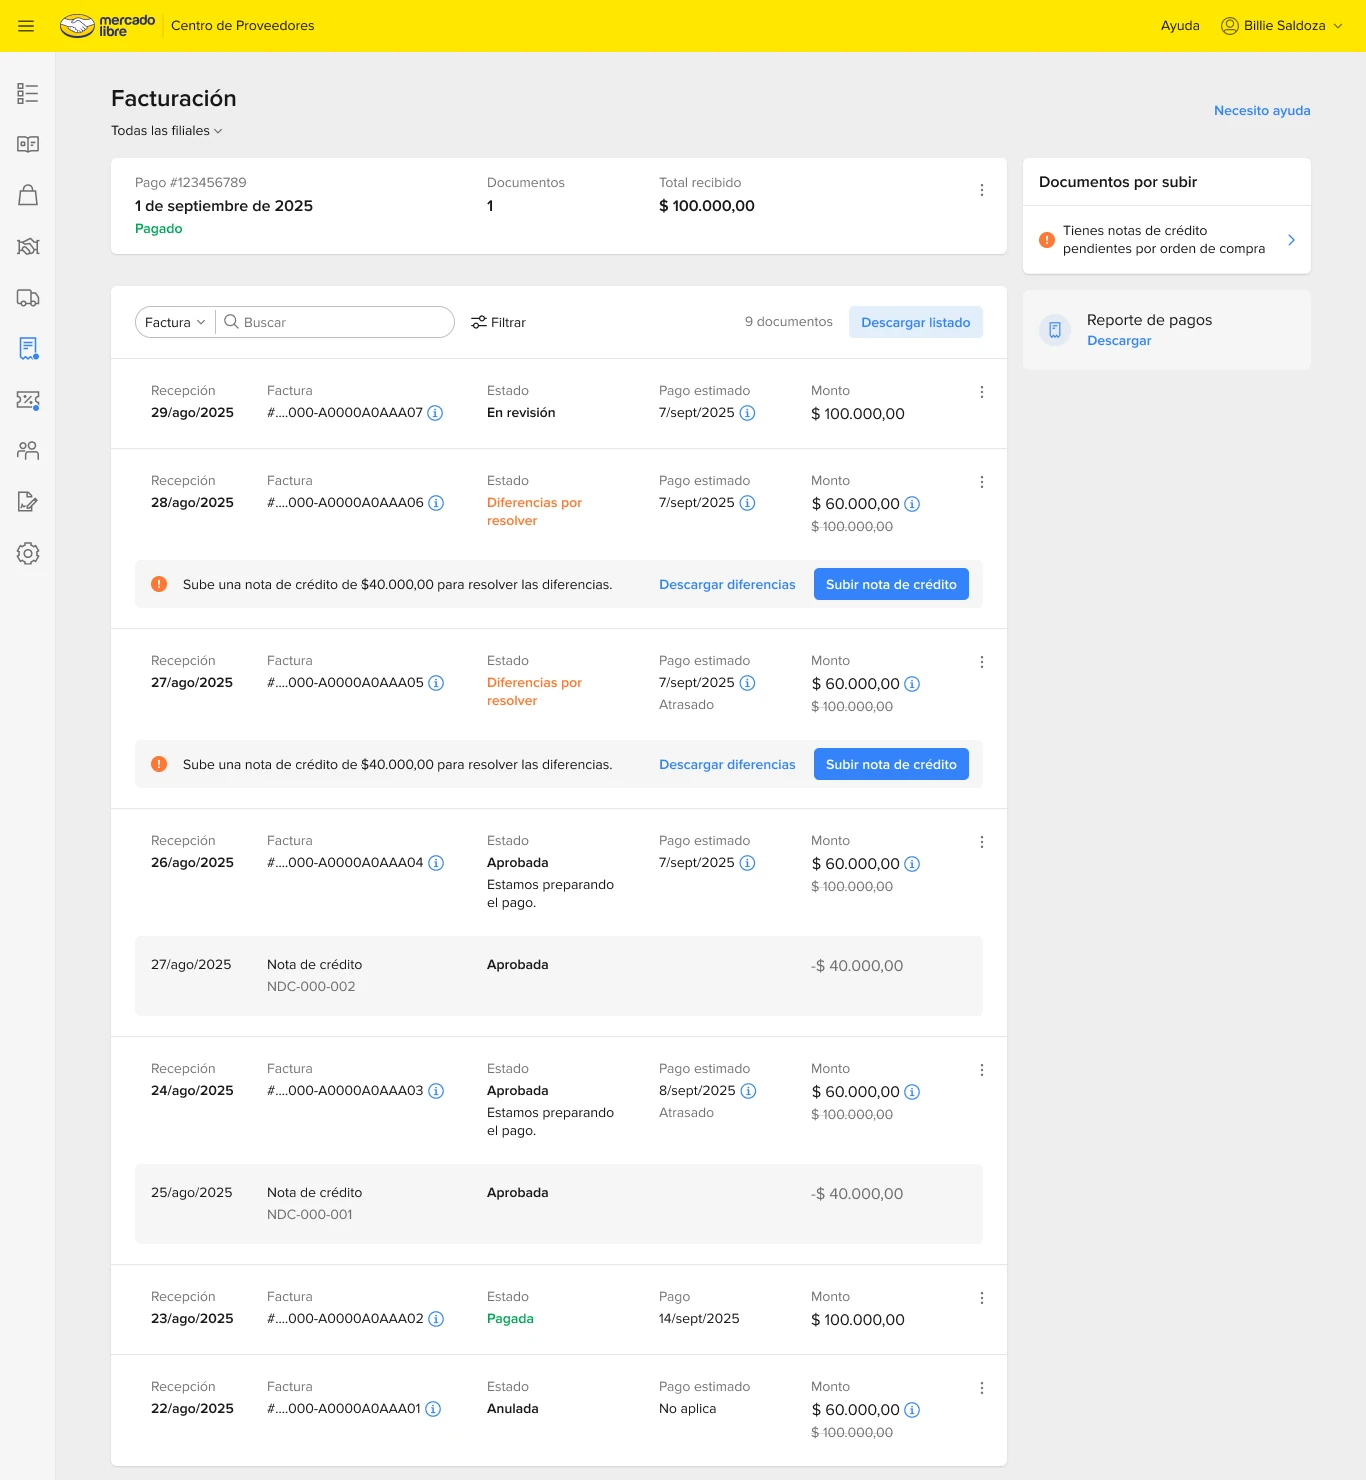 mercado
libre
Centro de Proveedores
Ayuda
Billie Saldoza
Facturación
Todas las filiales
Necesito ayuda
Pago #123456789
1 de septiembre de 2025
Pagado
Documentos
1
Total recibido
$ 100.000,00
Documentos por subir
Tienes notas de crédito
pendientes por orden de compra
Reporte de pagos
Descargar
Factura
Buscar
Filtrar
9 documentos
Descargar listado
Recepción Factura Estado Pago estimado Monto
29/ago/2025 #....000-A0000A0AAA07 En revisión 7/sept/2025 $ 100.000,00
Recepción Factura Estado Pago estimado Monto
28/ago/2025 #....000-A0000A0AAA06 Diferencias por 7/sept/2025 $ 60.000,00
resolver $ 100.000,00
Sube una nota de crédito de $40.000,00 para resolver las diferencias. Descargar diferencias Subir nota de crédito
Recepción Factura Estado Pago estimado Monto
27/ago/2025 #....000-A0000A0AAA05 Diferencias por 7/sept/2025 $ 60.000,00
resolver Atrasado $ 100.000,00
Sube una nota de crédito de $40.000,00 para resolver las diferencias. Descargar diferencias Subir nota de crédito
Recepción Factura Estado Pago estimado Monto
26/ago/2025 #....000-A0000A0AAA04 Aprobada 7/sept/2025 $ 60.000,00
Estamos preparando $ 100.000,00
el pago.
27/ago/2025 Nota de crédito Aprobada -$ 40.000,00
NDC-000-002
Recepción Factura Estado Pago estimado Monto
24/ago/2025 #....000-A0000A0AAA03 Aprobada 8/sept/2025 $ 60.000,00
Estamos preparando Atrasado $ 100.000,00
el pago.
25/ago/2025 Nota de crédito Aprobada -$ 40.000,00
NDC-000-001
Recepción Factura Estado Pago Monto
23/ago/2025 #....000-A0000A0AAA02 Pagada 14/sept/2025 $ 100.000,00
Recepción Factura Estado Pago estimado Monto
22/ago/2025 #....000-A0000A0AAA01 Anulada No aplica $ 60.000,00
$ 100.000,00